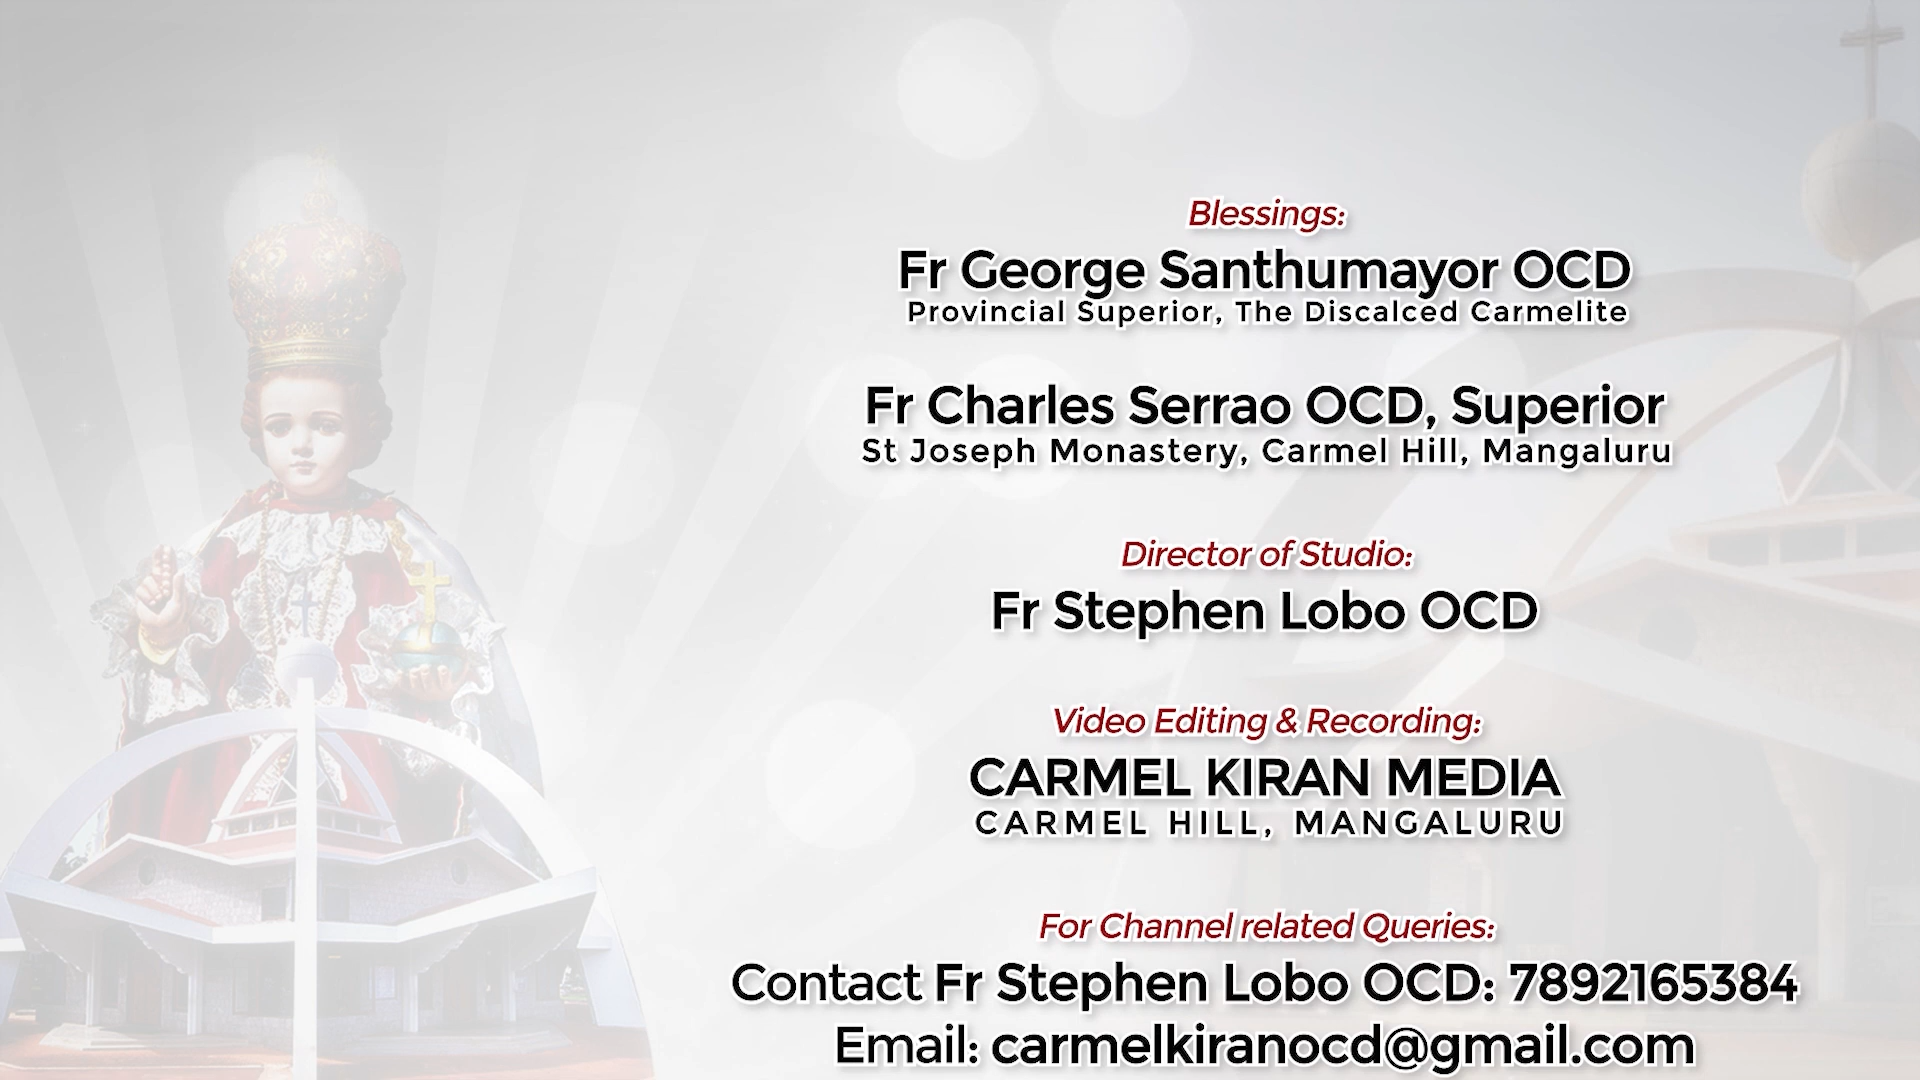 Blessings:
Fr George Santhumayor OCD
Provincial Superior, The Discalced Carmelite
Fr Charles Serrao OCD, Superior
St Joseph Monastery, Carmel Hill, Mangaluru
Director of Studio:
Fr Stephen Lobo OCD
Video Editing & Recording:
CARMEL KIRAN MEDIA
CARMEL HILL, MANGALURU
For Channel related Queries:
Contact Fr Stephen Lobo OCD: 7892165384
Email: carmelkiranocd@gmail.com